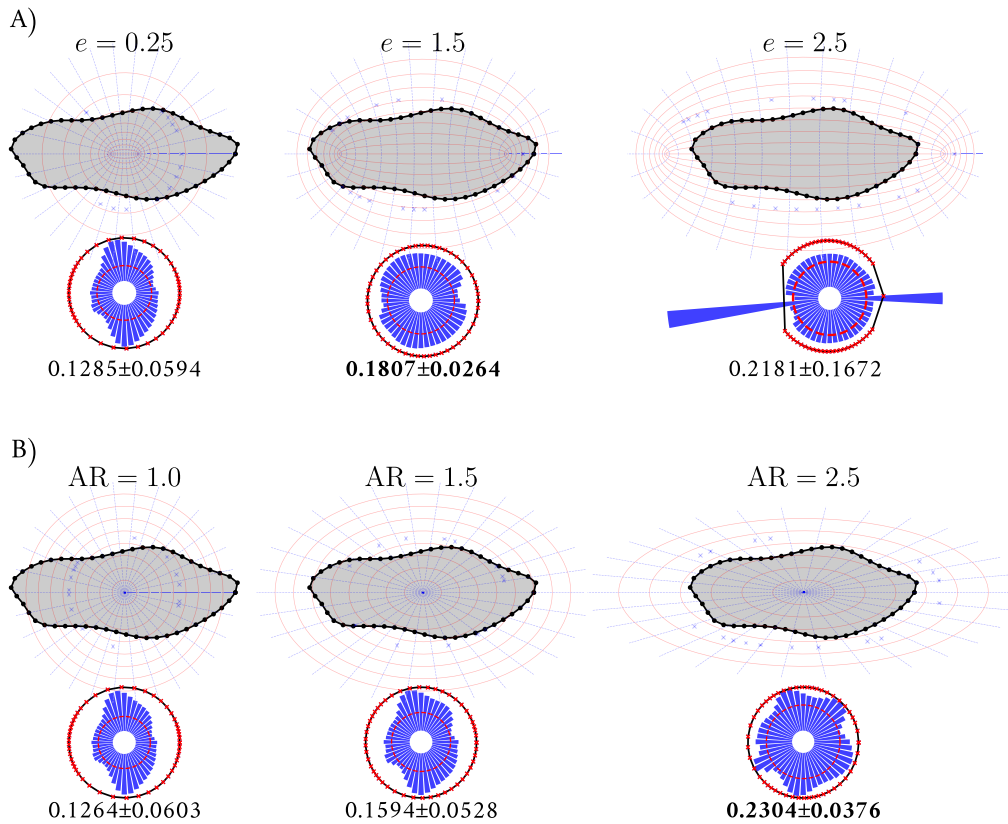 A)
e = 0.25 e = 1.5 e = 2.5
0.1285±0.0594 0.1807±0.0264 0.2181±0.1672
B)
AR = 1.0 AR = 1.5 AR = 2.5
0.1264±0.0603 0.1594±0.0528 0.2304±0.0376